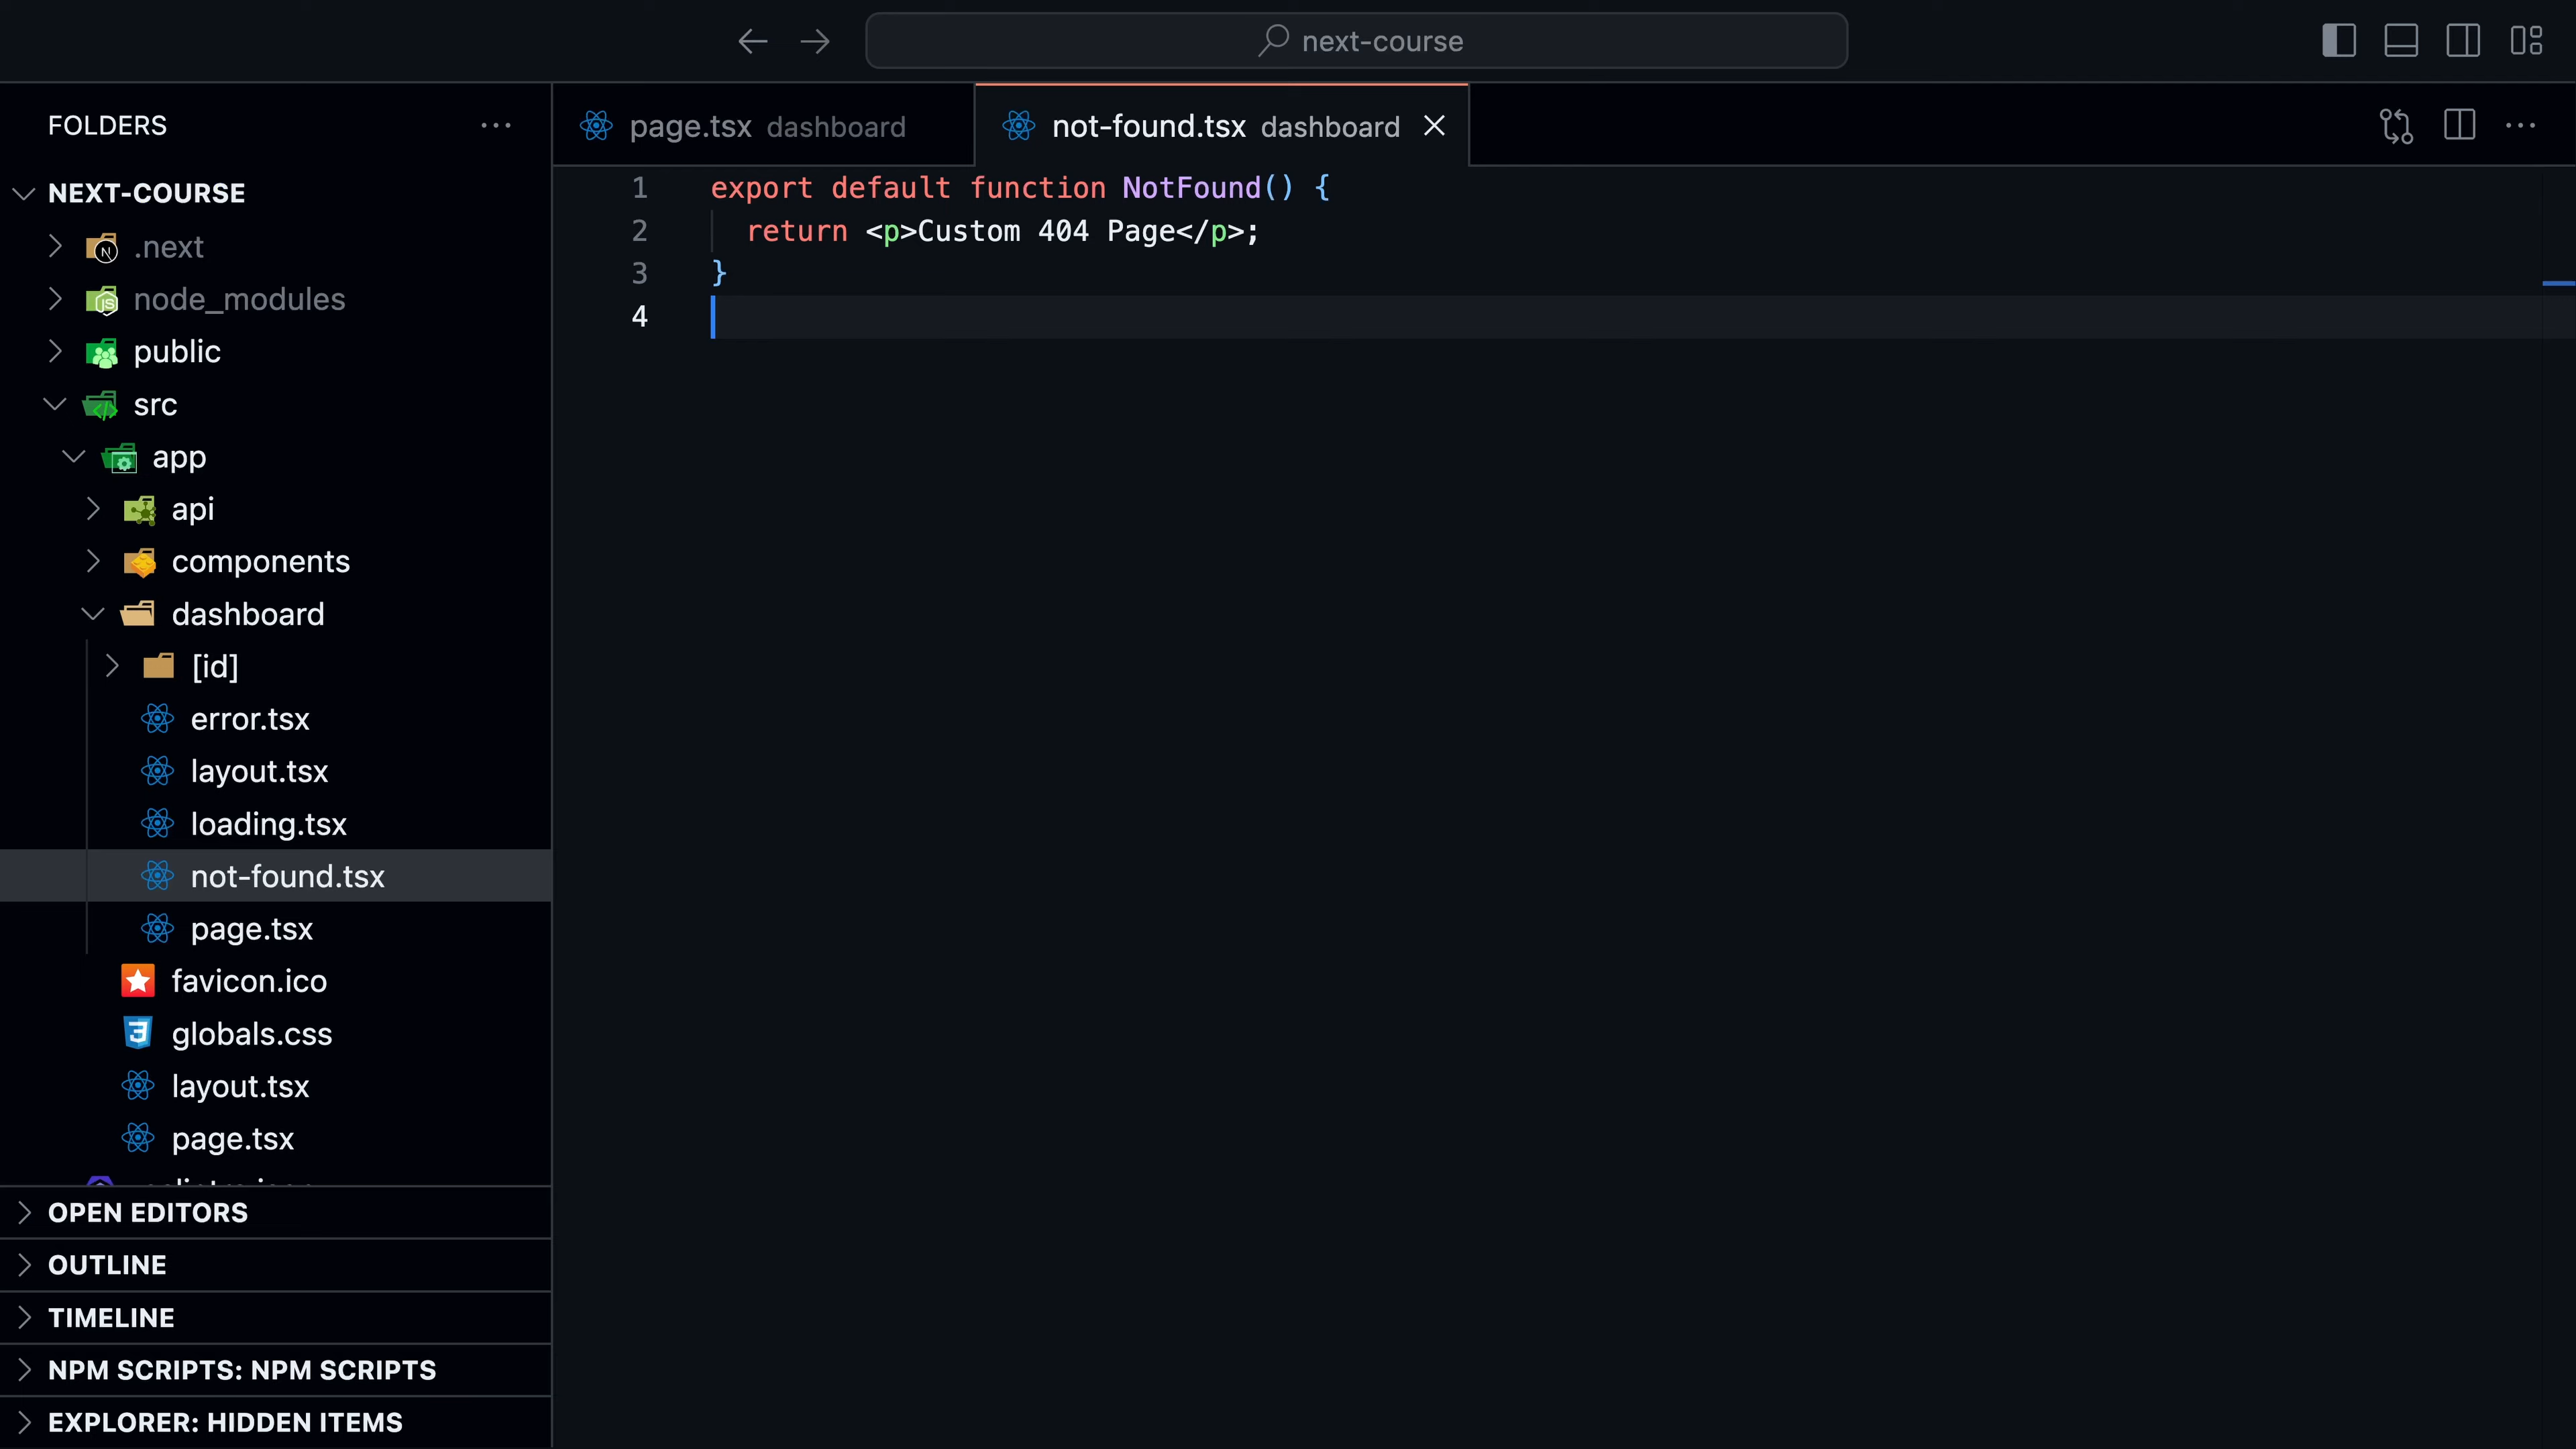 next-course
FOLDERS
page.tsx dashboard
not-found.tsx dashboard
NEXT-COURSE
.next
node_modules
public
src
app
api
components
dashboard
[id]
error.tsx
layout.tsx
loading.tsx
not-found.tsx
page.tsx
favicon.ico
globals.css
layout.tsx
page.tsx
OPEN EDITORS
OUTLINE
TIMELINE
NPM SCRIPTS: NPM SCRIPTS
EXPLORER: HIDDEN ITEMS
1 export default function NotFound() {
2 return <p>Custom 404 Page</p>;
3 }
4